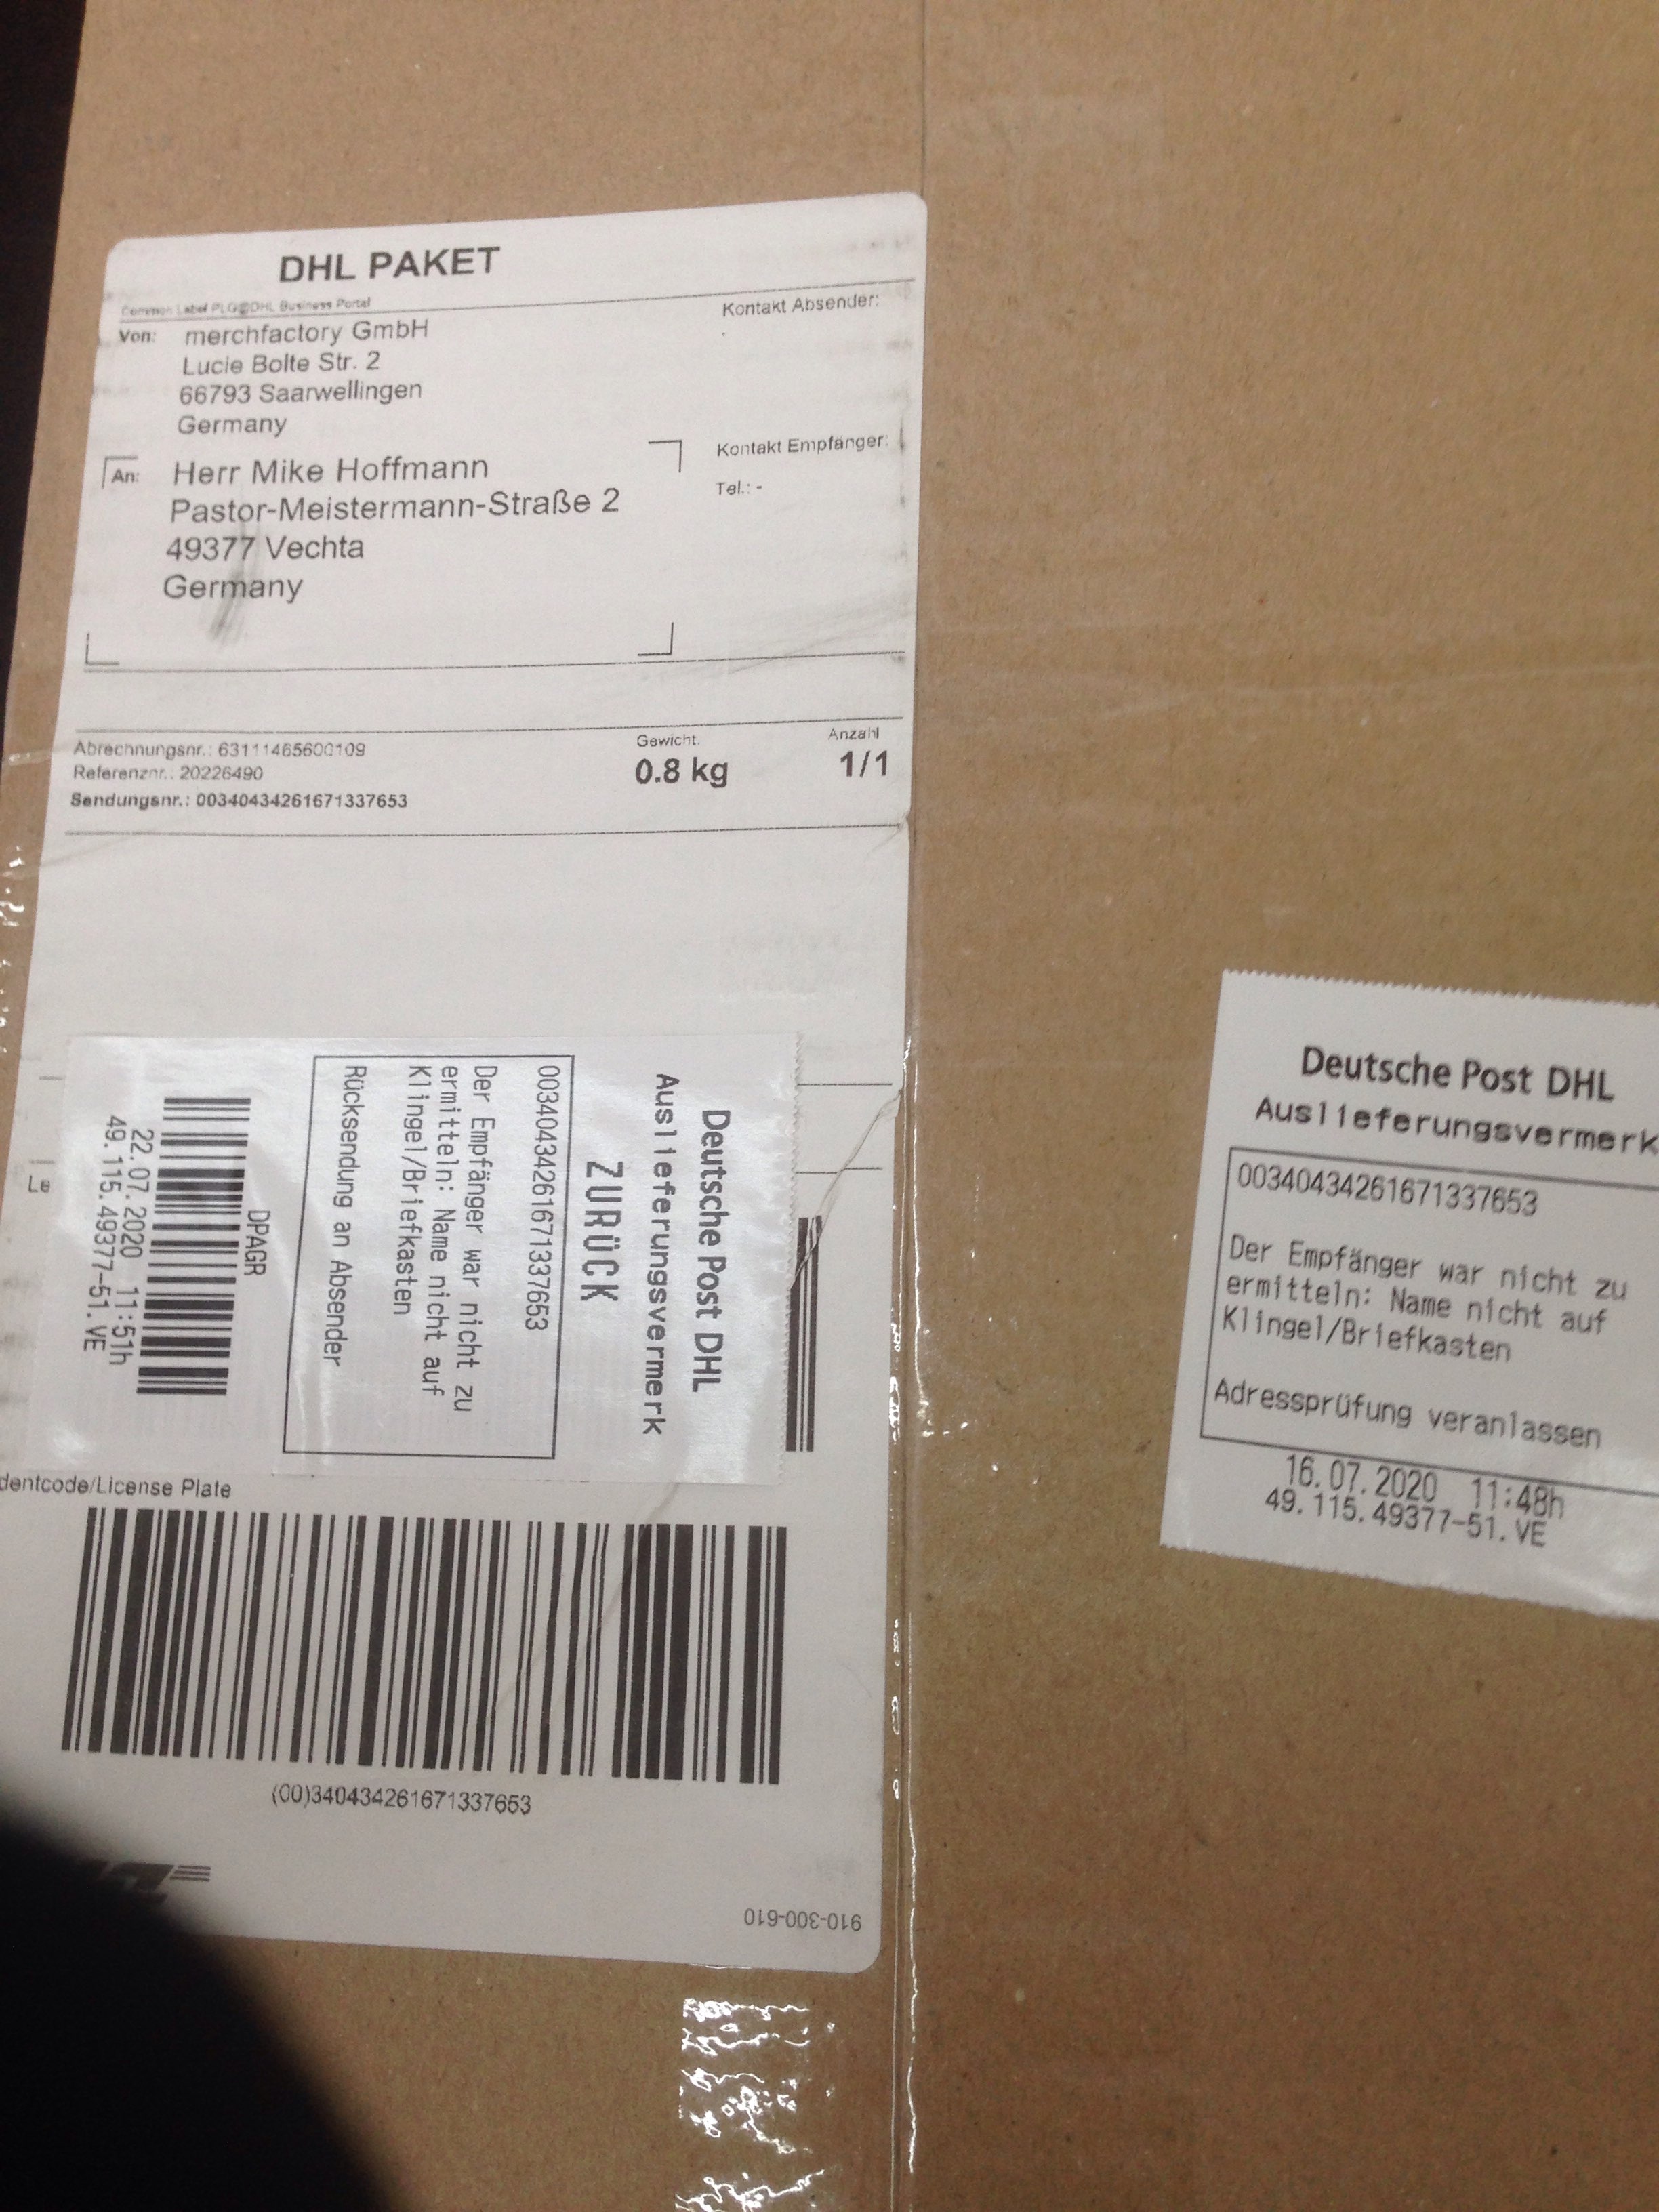 DHL PAKET
Common Label PLG@DHL Business Portal
Kontakt Absender:
Von: merchfactory GmbH
Lucie Bolte Str. 2
66793 Saarwellingen
Germany
Kontakt Empfänger:
Tel.: -
An: Herr Mike Hoffmann
Pastor-Meistermann-Straße 2
49377 Vechta
Germany
Abrechnungsnr.: 63111465600109
Referenznr.: 20226490
Sendungsnr.: 00340434261671337653
Gewicht:
0.8 kg
Anzahl
1/1
Deutsche Post DHL
Auslieferungsvermerk
ZURÜCK
00340434261671337653
Der Empfänger war nicht zu
ermitteln: Name nicht auf
Klingel/Briefkasten
Rücksendung an Absender
DPAGR
22.07.2020 11:51h
49.115.49377-51.VE
Le
dentcode/License Plate
(00)340434261671337653
910-300-610
Deutsche Post DHL
Auslieferungsvermerk
00340434261671337653
Der Empfänger war nicht zu
ermitteln: Name nicht auf
Klingel/Briefkasten
Adressprüfung veranlassen
16.07.2020 11:48h
49.115.49377-51.VE